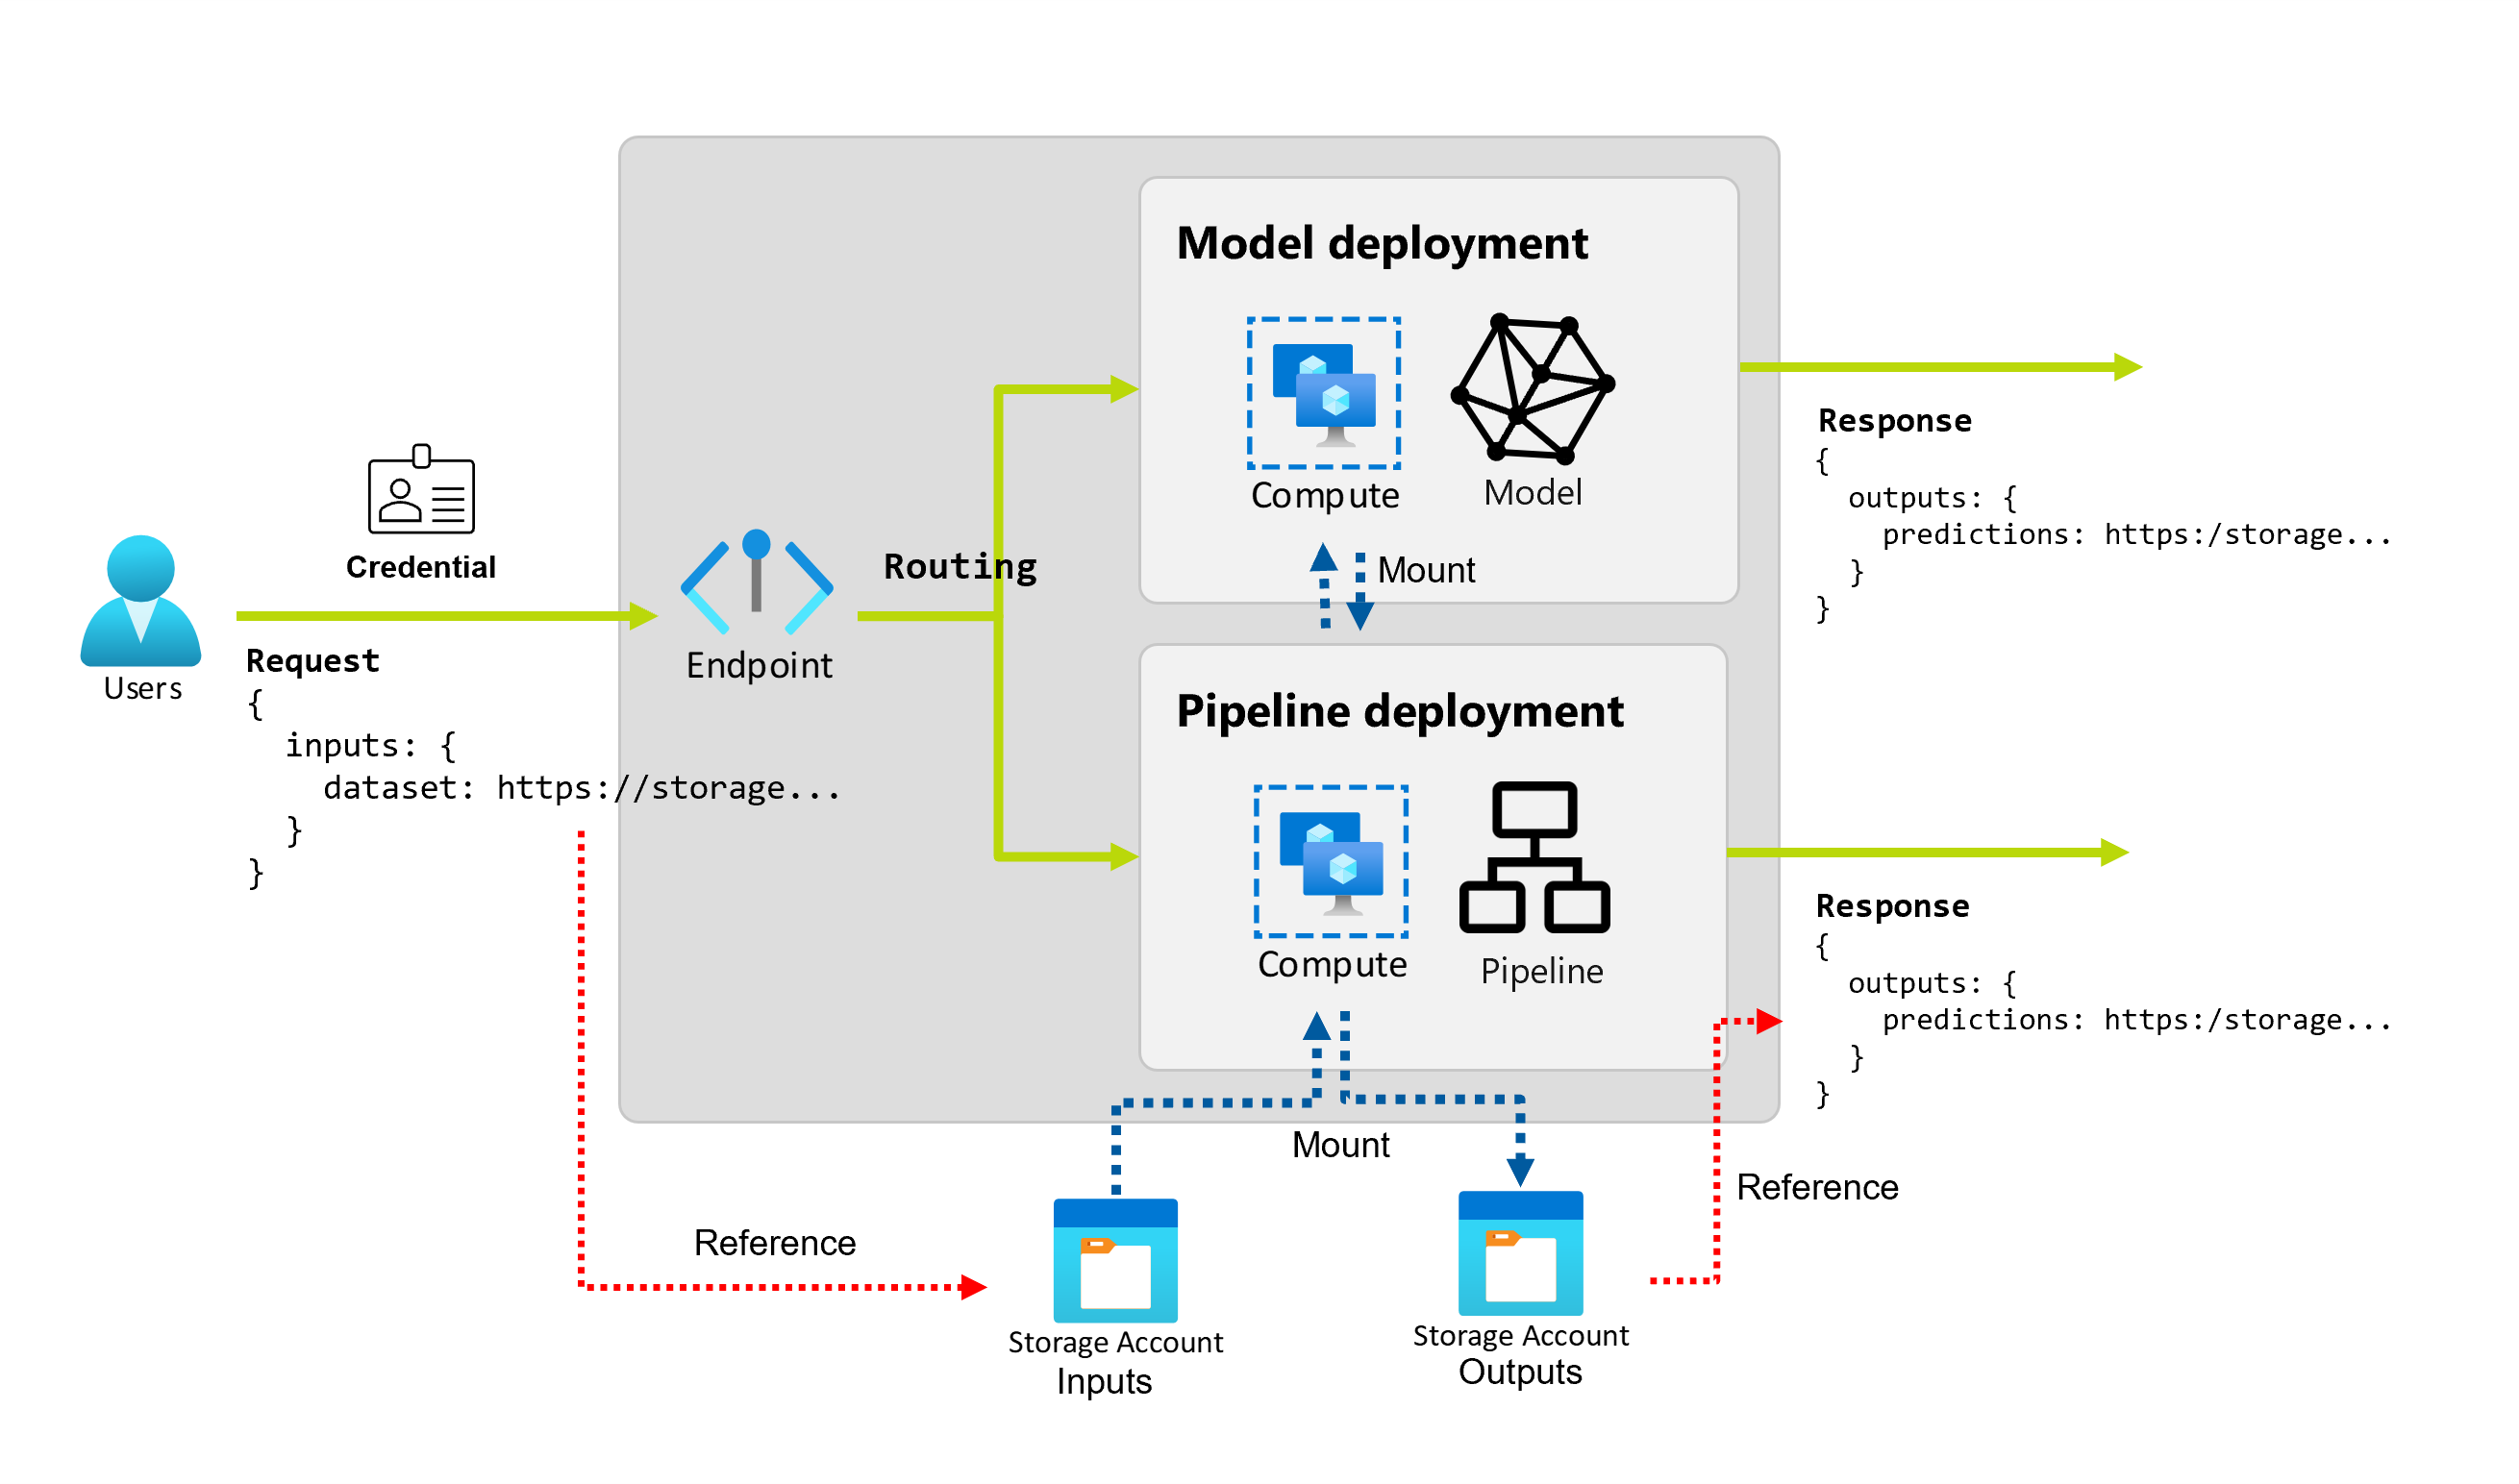 Credential
Users
Request
{
inputs: {
dataset: https://storage...
}
}
Endpoint
Routing
Model deployment
Compute
Model
Mount
Pipeline deployment
Compute
Pipeline
Mount
Response
{
outputs: {
predictions: https:/storage...
}
}
Response
{
outputs: {
predictions: https:/storage...
}
}
Reference
Reference
Storage Account
Inputs
Storage Account
Outputs